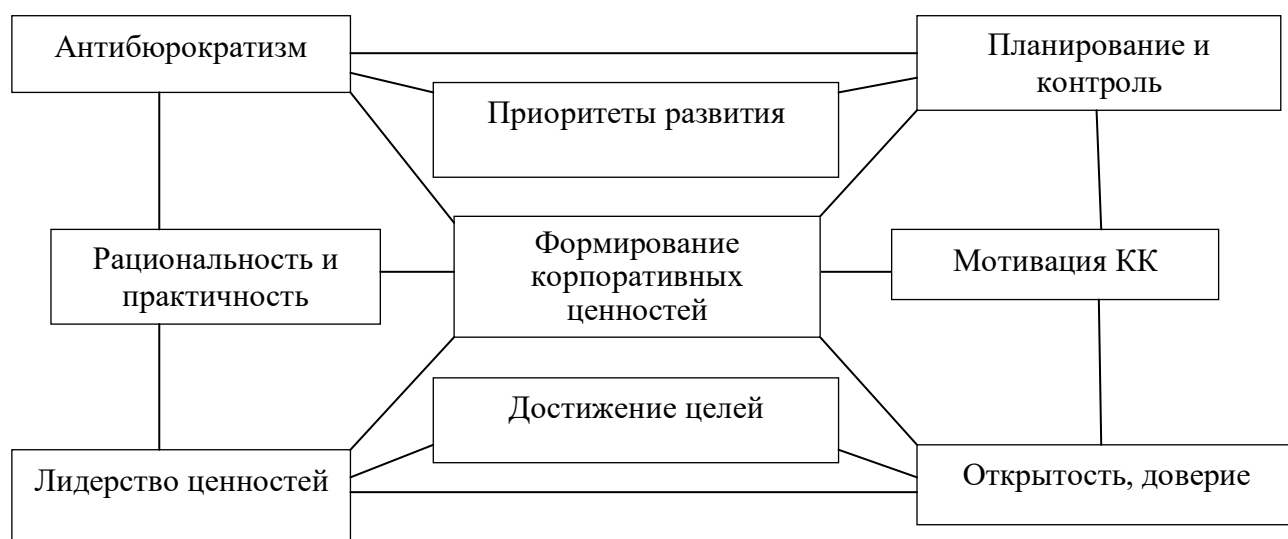 Антибюрократизм
Планирование и
контроль
Приоритеты развития
Рациональность и
практичность
Формирование
корпоративных
ценностей
Мотивация КК
Достижение целей
Лидерство ценностей
Открытость, доверие